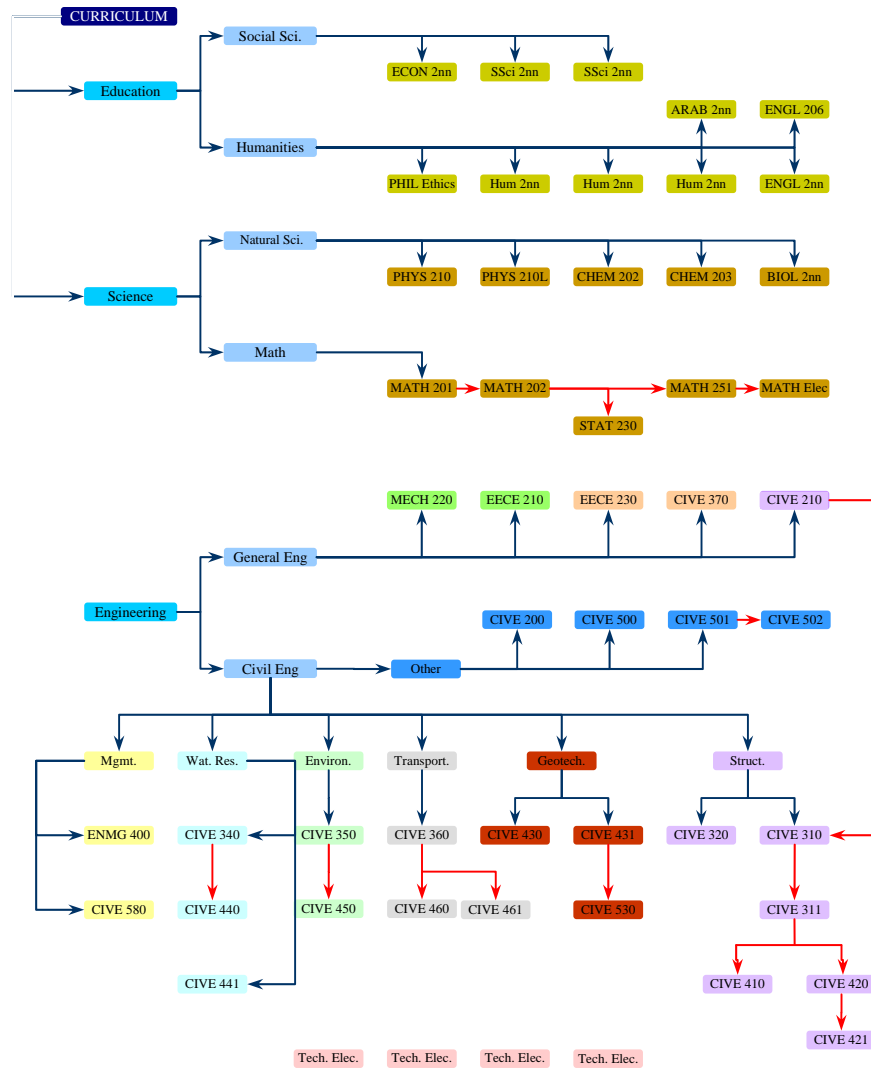 CURRICULUM
Social Sci.
ECON 2nn SSci 2nn SSci 2nn
Education
ARAB 2nn ENGL 206
Humanities
PHIL Ethics Hum 2nn Hum 2nn Hum 2nn ENGL 2nn
Natural Sci.
PHYS 210 PHYS 210L CHEM 202 CHEM 203 BIOL 2nn
Science
Math
MATH 201 MATH 202 MATH 251 MATH Elec
STAT 230
MECH 220 EECE 210 EECE 230 CIVE 370 CIVE 210
General Eng
Engineering
CIVE 200 CIVE 500 CIVE 501 CIVE 502
Civil Eng Other
Mgmt. Wat. Res. Environ. Transport. Geotech. Struct.
ENMG 400 CIVE 340 CIVE 350 CIVE 360 CIVE 430 CIVE 431 CIVE 320 CIVE 310
CIVE 580 CIVE 440 CIVE 450 CIVE 460 CIVE 461 CIVE 530 CIVE 311
CIVE 441 CIVE 410 CIVE 420
CIVE 421
Tech. Elec. Tech. Elec. Tech. Elec. Tech. Elec.